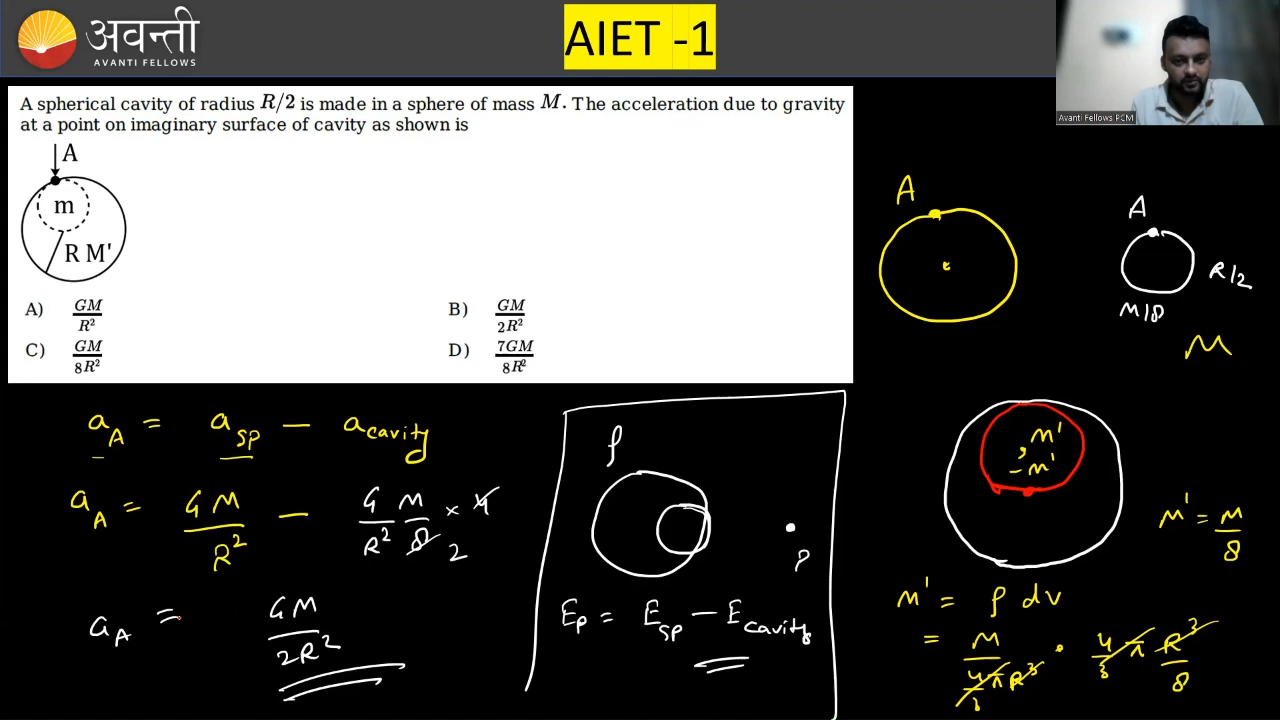 अवन्ती
AVANTI FELLOWS
AIET -1
Avanti Fellows PCM
A spherical cavity of radius R/2 is made in a sphere of mass M. The acceleration due to gravity
at a point on imaginary surface of cavity as shown is
A
m
R M'
A) GM/R²
B) GM/2R²
C) GM/8R²
D) 7GM/8R²
A
A
R/2
M/8
M
a_A = a_sp − a_cavity
a_A = GM/R² − G/R² M/8 × 4
2
a_A = GM/2R²
ρ
P
E_P = E_sp − E_cavity
M'
−M'
M' = M/8
M' = ρ dv
= M/(4/3 π R³) · 4/3 π R³/8